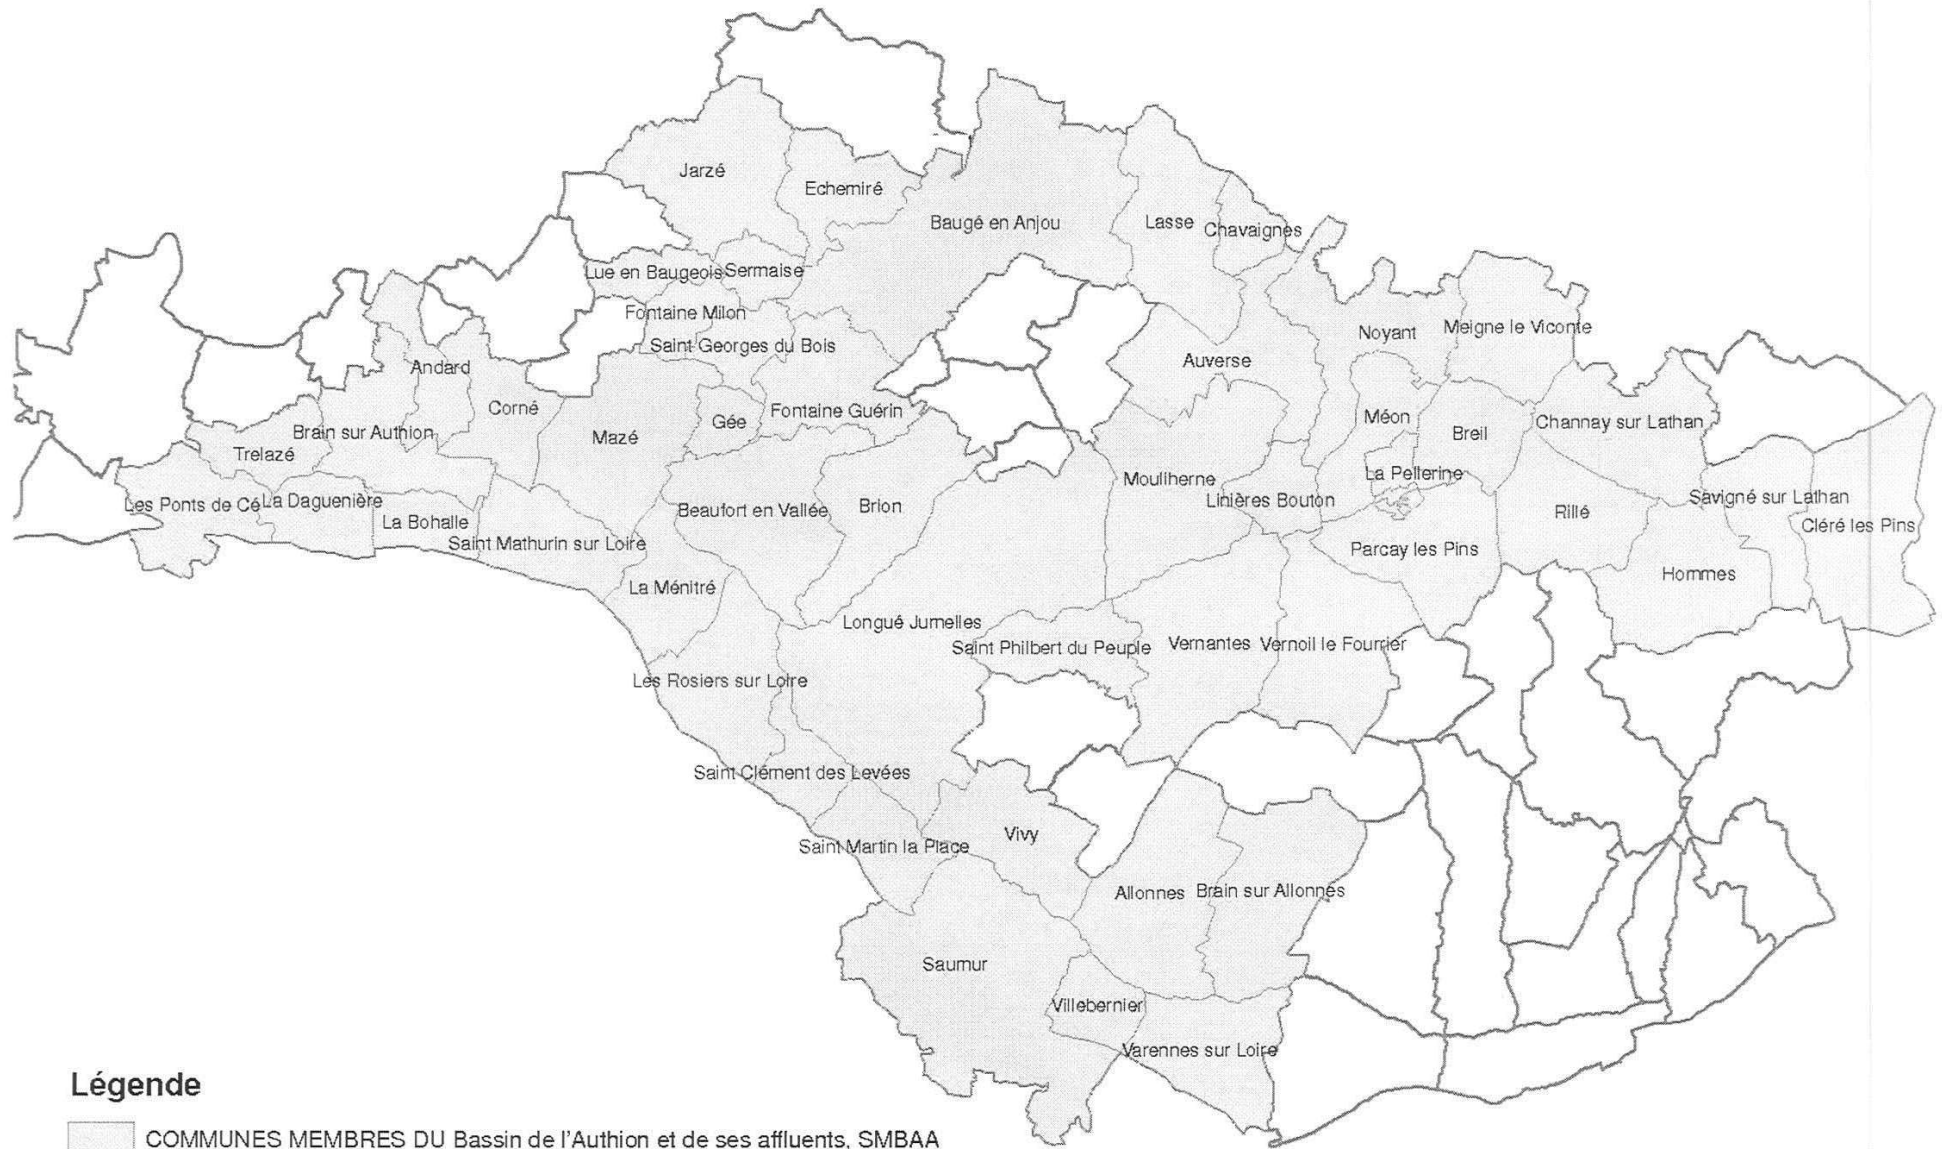 Jarzé
Echemiré
Baugé en Anjou
Lasse
Chavaignes
Lue en Baugeois
Sermaise
Fontaine Milon
Saint Georges du Bois
Noyant
Meigne le Viconte
Auverse
Andard
Corné
Mazé
Gée
Fontaine Guérin
Méon
Breil
Channay sur Lathan
Brain sur Authion
Trelazé
La Pellerine
Mouliherne
Linières Bouton
Savigné sur Lathan
Les Ponts de Cé
La Daguenière
La Bohalle
Beaufort en Vallée
Brion
Rillé
Cléré les Pins
Saint Mathurin sur Loire
Parcay les Pins
Hommes
La Ménitré
Longué Jumelles
Saint Philbert du Peuple
Vernantes
Vernoil le Fourrier
Les Rosiers sur Loire
Saint Clément des Levées
Vivy
Saint Martin la Place
Allonnes
Brain sur Allonnes
Saumur
Villebernier
Varennes sur Loire
Légende
COMMUNES MEMBRES DU Bassin de l'Authion et de ses affluents, SMBAA